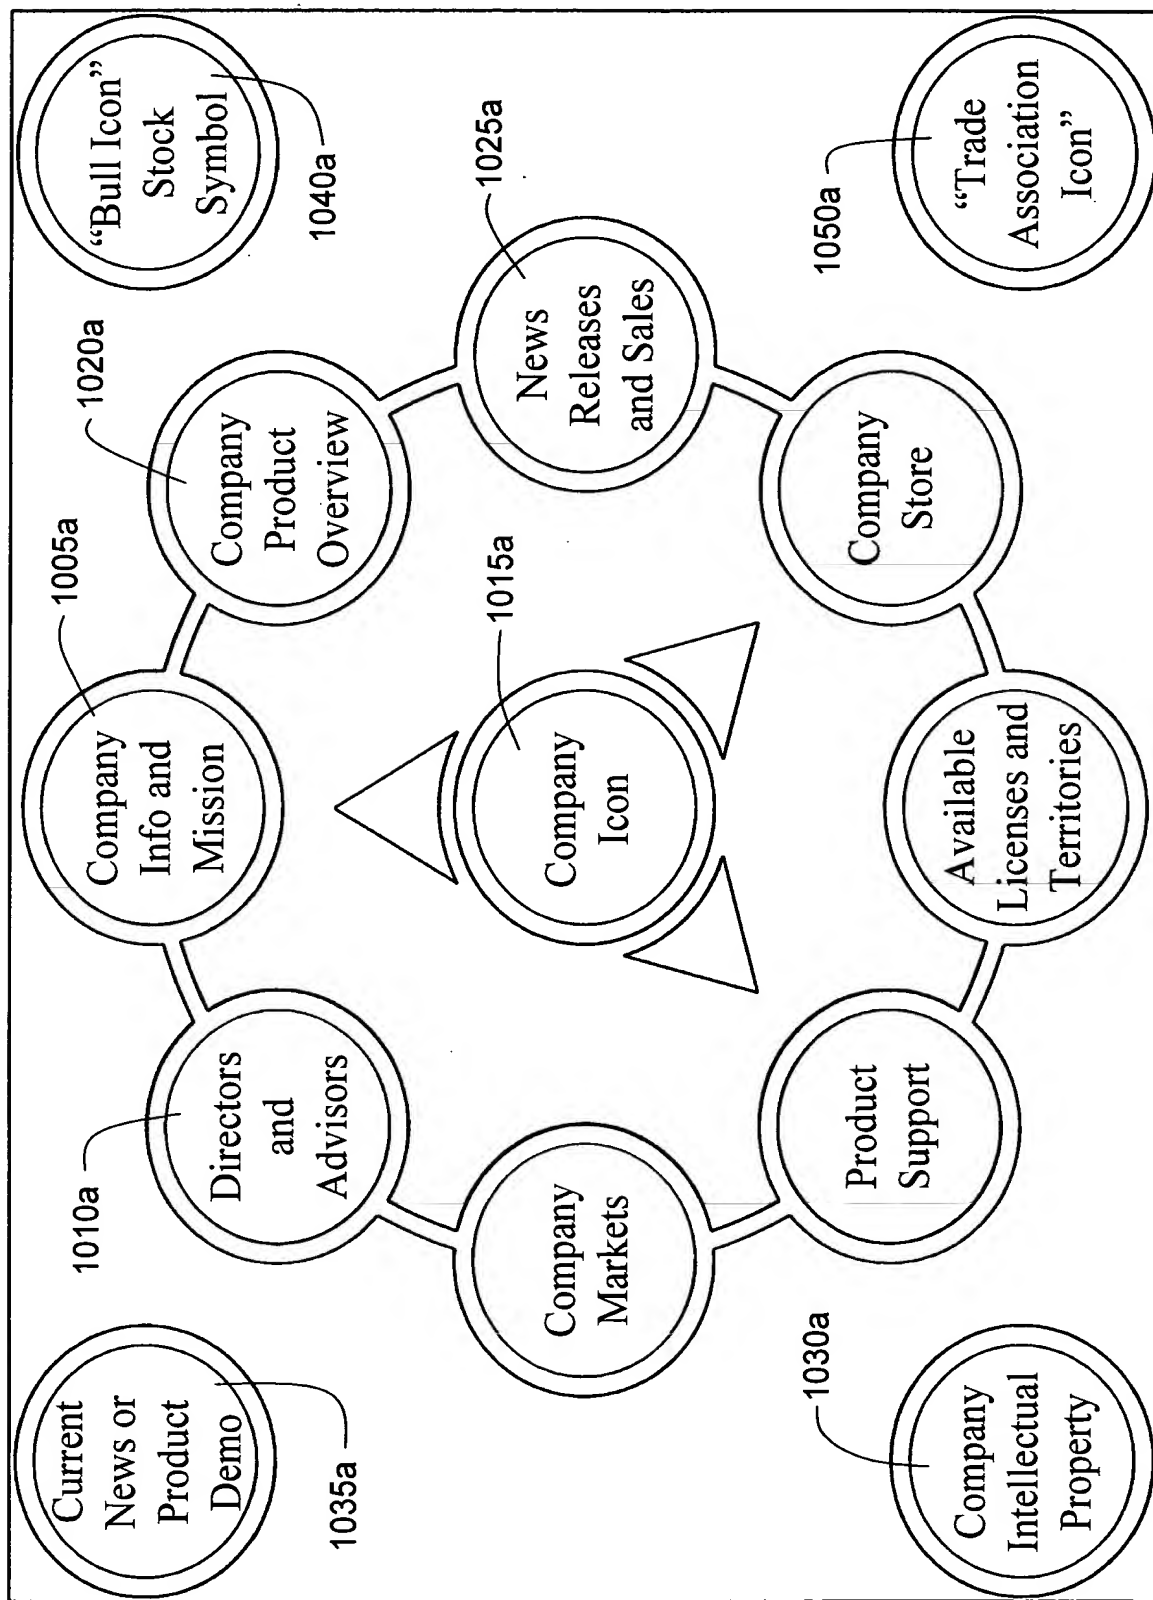 Current
News or
Product
Demo
1035a
"Bull Icon"
Stock
Symbol
1040a
Company
Info and
Mission
1005a
1010a
Directors
and
Advisors
Company
Product
Overview
1020a
Company
Markets
Company
Icon
1015a
News
Releases
and Sales
1025a
Product
Support
Company
Store
Available
Licenses and
Territories
1030a
Company
Intellectual
Property
1050a
"Trade
Association
Icon"